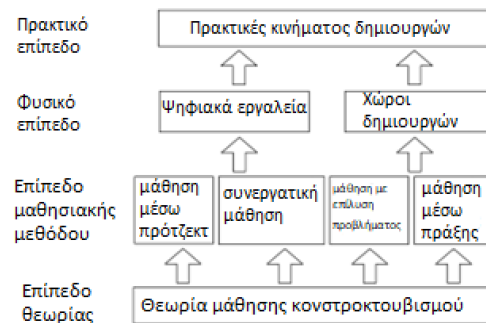 Πρακτικό
επίπεδο
Πρακτικές κινήματος δημιουργών
Φυσικό
επίπεδο
Ψηφιακά εργαλεία
Χώροι
δημιουργών
Επίπεδο
μαθησιακής
μεθόδου
μάθηση
μέσω
πρότζεκτ
συνεργατική
μάθηση
μάθηση με
επίλυση
προβλήματος
μάθηση
μέσω
πράξης
Επίπεδο
θεωρίας
Θεωρία μάθησης κονστροκτουβισμού